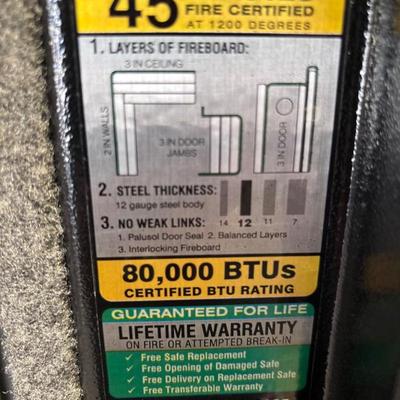 45
FIRE CERTIFIED
AT 1200 DEGREES
1. LAYERS OF FIREBOARD:
3 IN CEILING
2 IN WALLS
3 IN DOOR
JAMBS
3 IN DOOR
2. STEEL THICKNESS:
12 gauge steel body
14 12 11 7
3. NO WEAK LINKS:
1. Palusol Door Seal 2. Balanced Layers
3. Interlocking Fireboard
80,000 BTUs
CERTIFIED BTU RATING
GUARANTEED FOR LIFE
LIFETIME WARRANTY
ON FIRE OR ATTEMPTED BREAK-IN
✓ Free Safe Replacement
✓ Free Opening of Damaged Safe
✓ Free Delivery on Replacement Safe
✓ Free Transferable Warranty